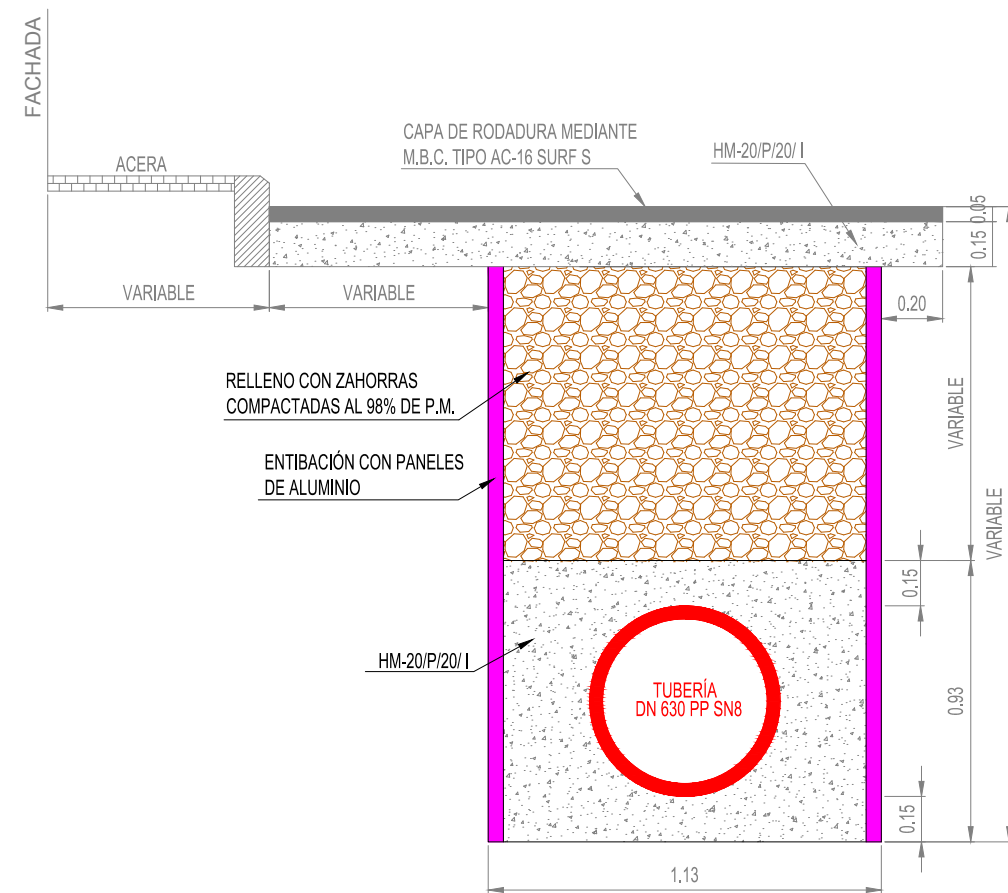 FACHADA
ACERA
CAPA DE RODADURA MEDIANTE
M.B.C. TIPO AC-16 SURF S
HM-20/P/20/ I
0.05
0.15
VARIABLE
VARIABLE
0.20
RELLENO CON ZAHORRAS
COMPACTADAS AL 98% DE P.M.
VARIABLE
ENTIBACIÓN CON PANELES
DE ALUMINIO
VARIABLE
0.15
HM-20/P/20/ I
TUBERÍA
DN 630 PP SN8
0.93
0.15
1.13